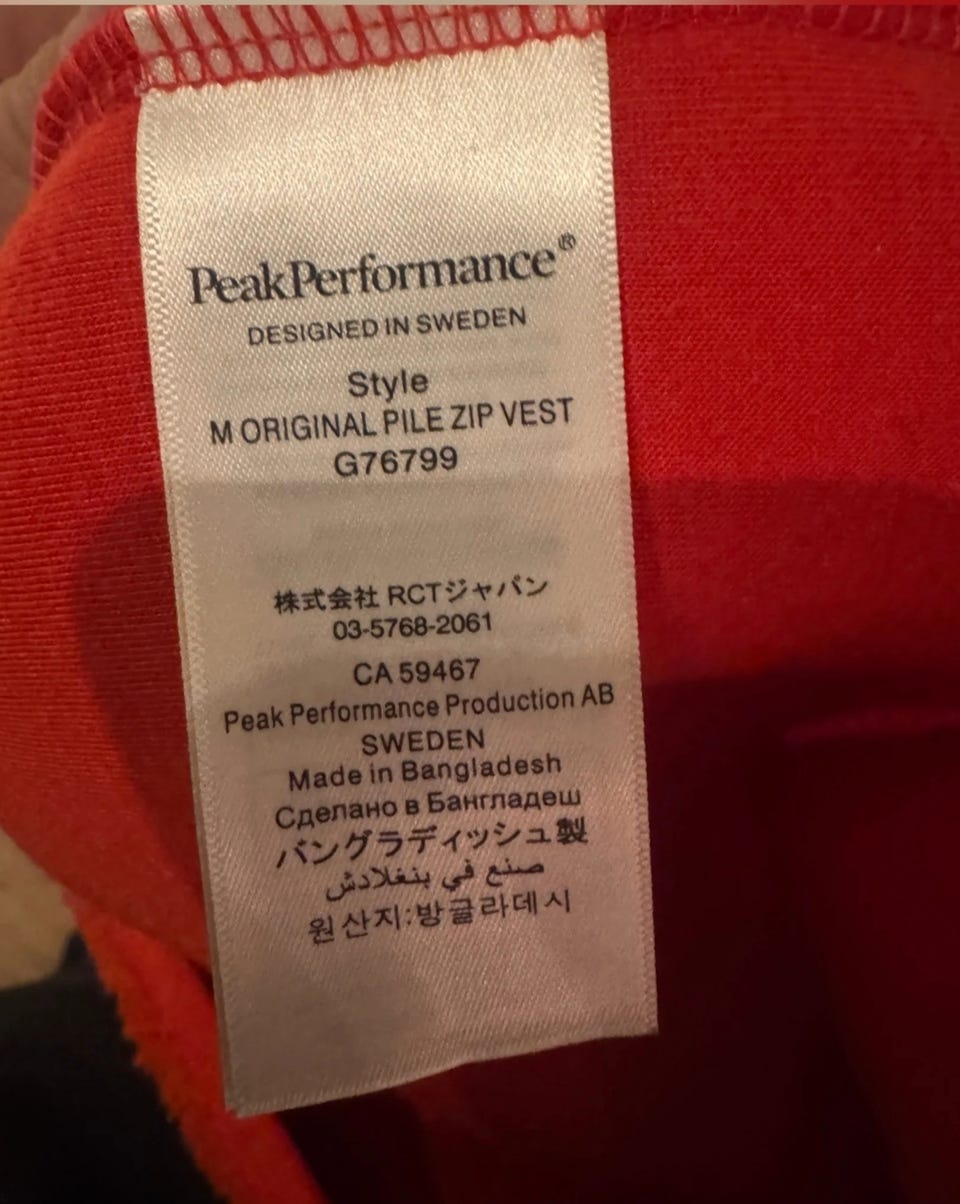 PeakPerformance®
DESIGNED IN SWEDEN
Style
M ORIGINAL PILE ZIP VEST
G76799
株式会社 RCTジャパン
03-5768-2061
CA 59467
Peak Performance Production AB
SWEDEN
Made in Bangladesh
Сделано в Бангладеш
バングラディッシュ製
صنع في بنغلادش
원산지:방글라데시